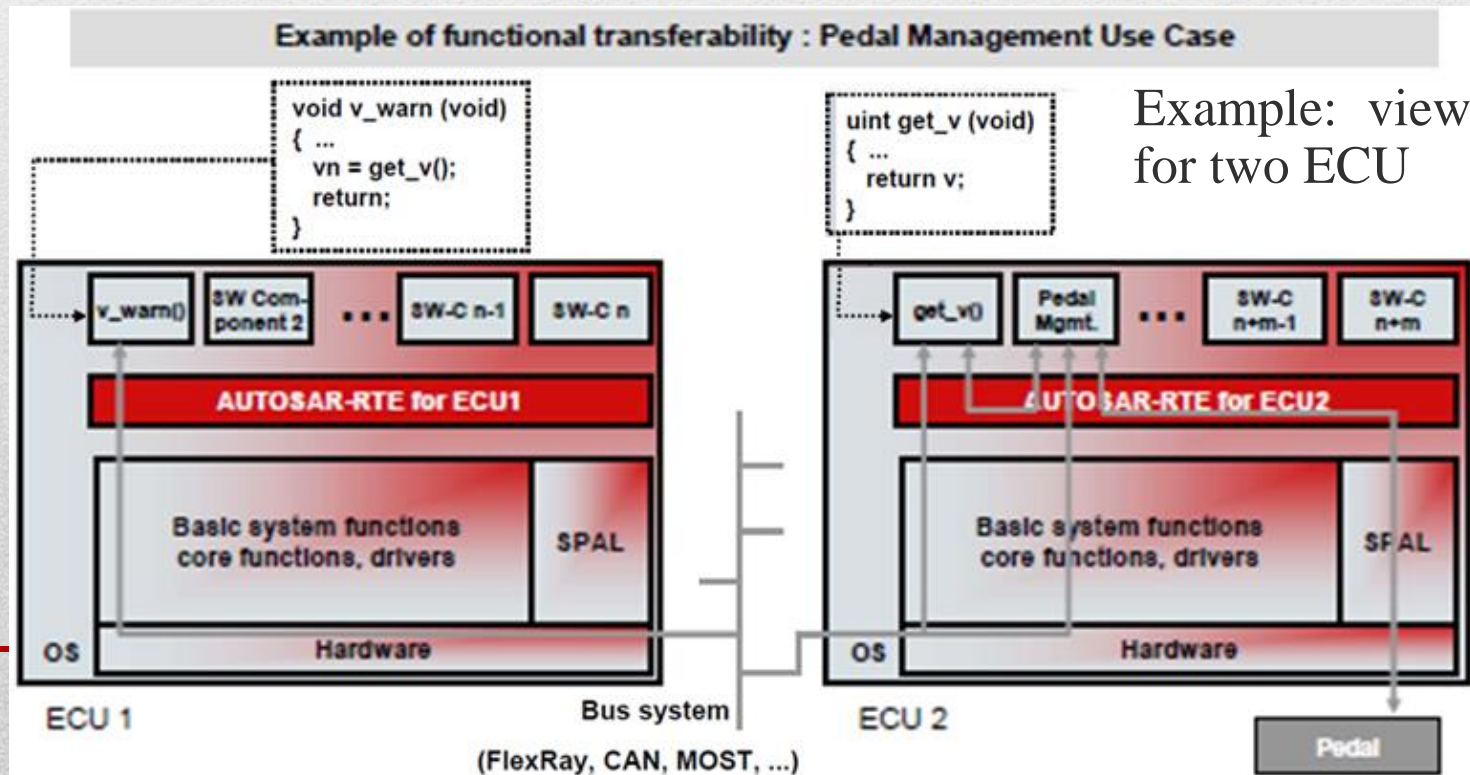 Example of functional transferability : Pedal Management Use Case
void v_warn (void)
{ ...
vn = get_v();
return;
}
uint get_v (void)
{ ...
return v;
}
Example: view
for two ECU
v_warn()
SW Com-
ponent 2
...
SW-C n-1
SW-C n
AUTOSAR-RTE for ECU1
Basic system functions
core functions, drivers
SPAL
OS
Hardware
ECU 1
get_v()
Pedal
Mgmt.
...
SW-C
n+m-1
SW-C
n+m
AUTOSAR-RTE for ECU2
Basic system functions
core functions, drivers
SPAL
OS
Hardware
ECU 2
Bus system
(FlexRay, CAN, MOST, ...)
Pedal